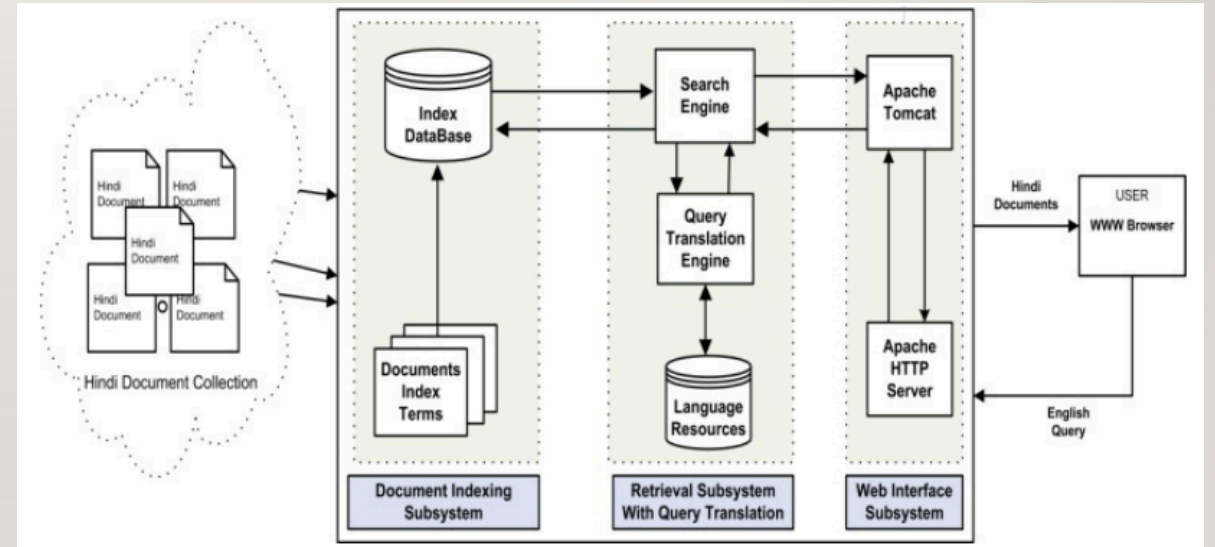 Hindi
Document
Hindi
Document
Hindi
Document
Hindi
Document
Hindi
Document
Hindi Document Collection
Index
DataBase
Documents
Index
Terms
Document Indexing
Subsystem
Search
Engine
Query
Translation
Engine
Language
Resources
Retrieval Subsystem
With Query Translation
Apache
Tomcat
Apache
HTTP
Server
Web Interface
Subsystem
Hindi
Documents
USER
WWW Browser
English
Query